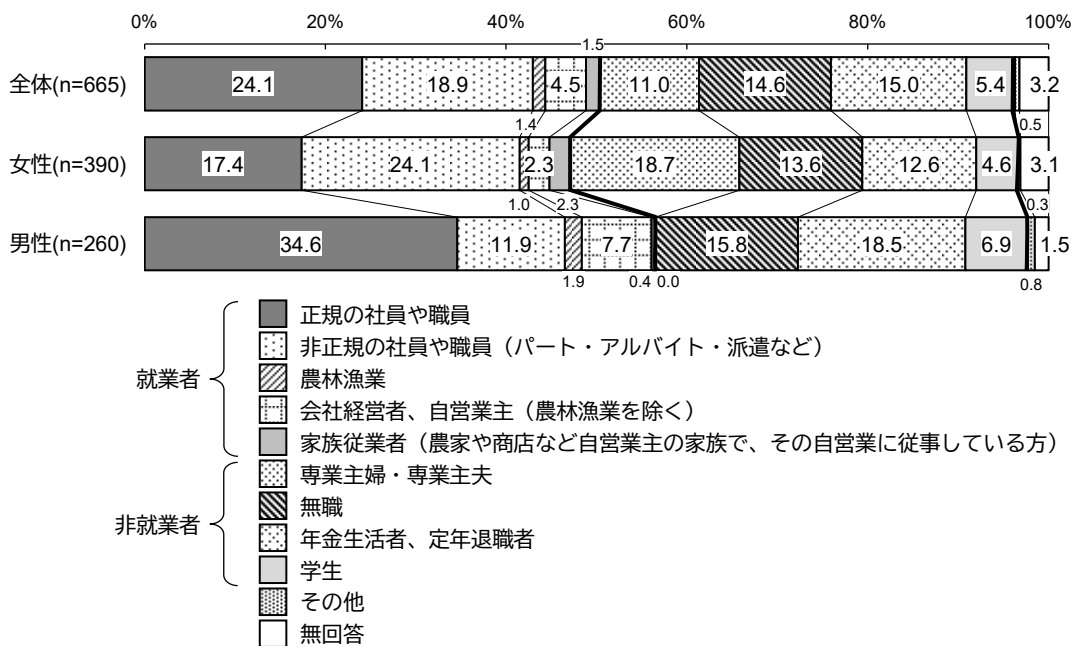 0% 20% 40% 60% 80% 100%
1.5
全体(n=665) 24.1 18.9 4.5 11.0 14.6 15.0 5.4 3.2
1.4 0.5
女性(n=390) 17.4 24.1 2.3 18.7 13.6 12.6 4.6 3.1
1.0 2.3 0.3
男性(n=260) 34.6 11.9 7.7 15.8 18.5 6.9 1.5
1.9 0.4 0.0 0.8
正規の社員や職員
非正規の社員や職員（パート・アルバイト・派遣など）
就業者 農林漁業
会社経営者、自営業主（農林漁業を除く）
家族従業者（農家や商店など自営業主の家族で、その自営業に従事している方）
専業主婦・専業主夫
無職
非就業者
年金生活者、定年退職者
学生
その他
無回答